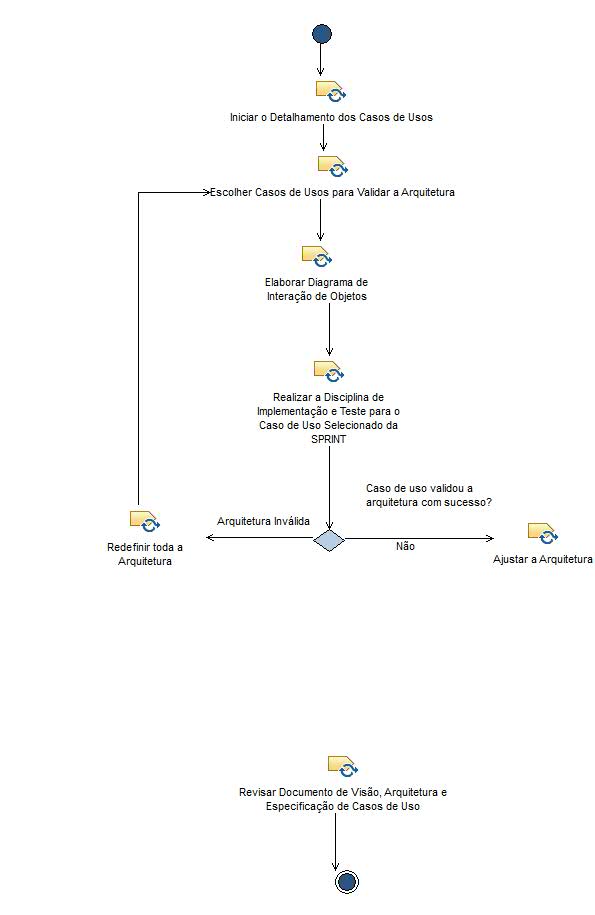 Iniciar o Detalhamento dos Casos de Usos
Escolher Casos de Usos para Validar a Arquitetura
Elaborar Diagrama de
Interação de Objetos
Realizar a Disciplina de
Implementação e Teste para o
Caso de Uso Selecionado da
SPRINT
Caso de uso validou a
arquitetura com sucesso?
Arquitetura Inválida
Não
Redefinir toda a
Arquitetura
Ajustar a Arquitetura
Revisar Documento de Visão, Arquitetura e
Especificação de Casos de Uso